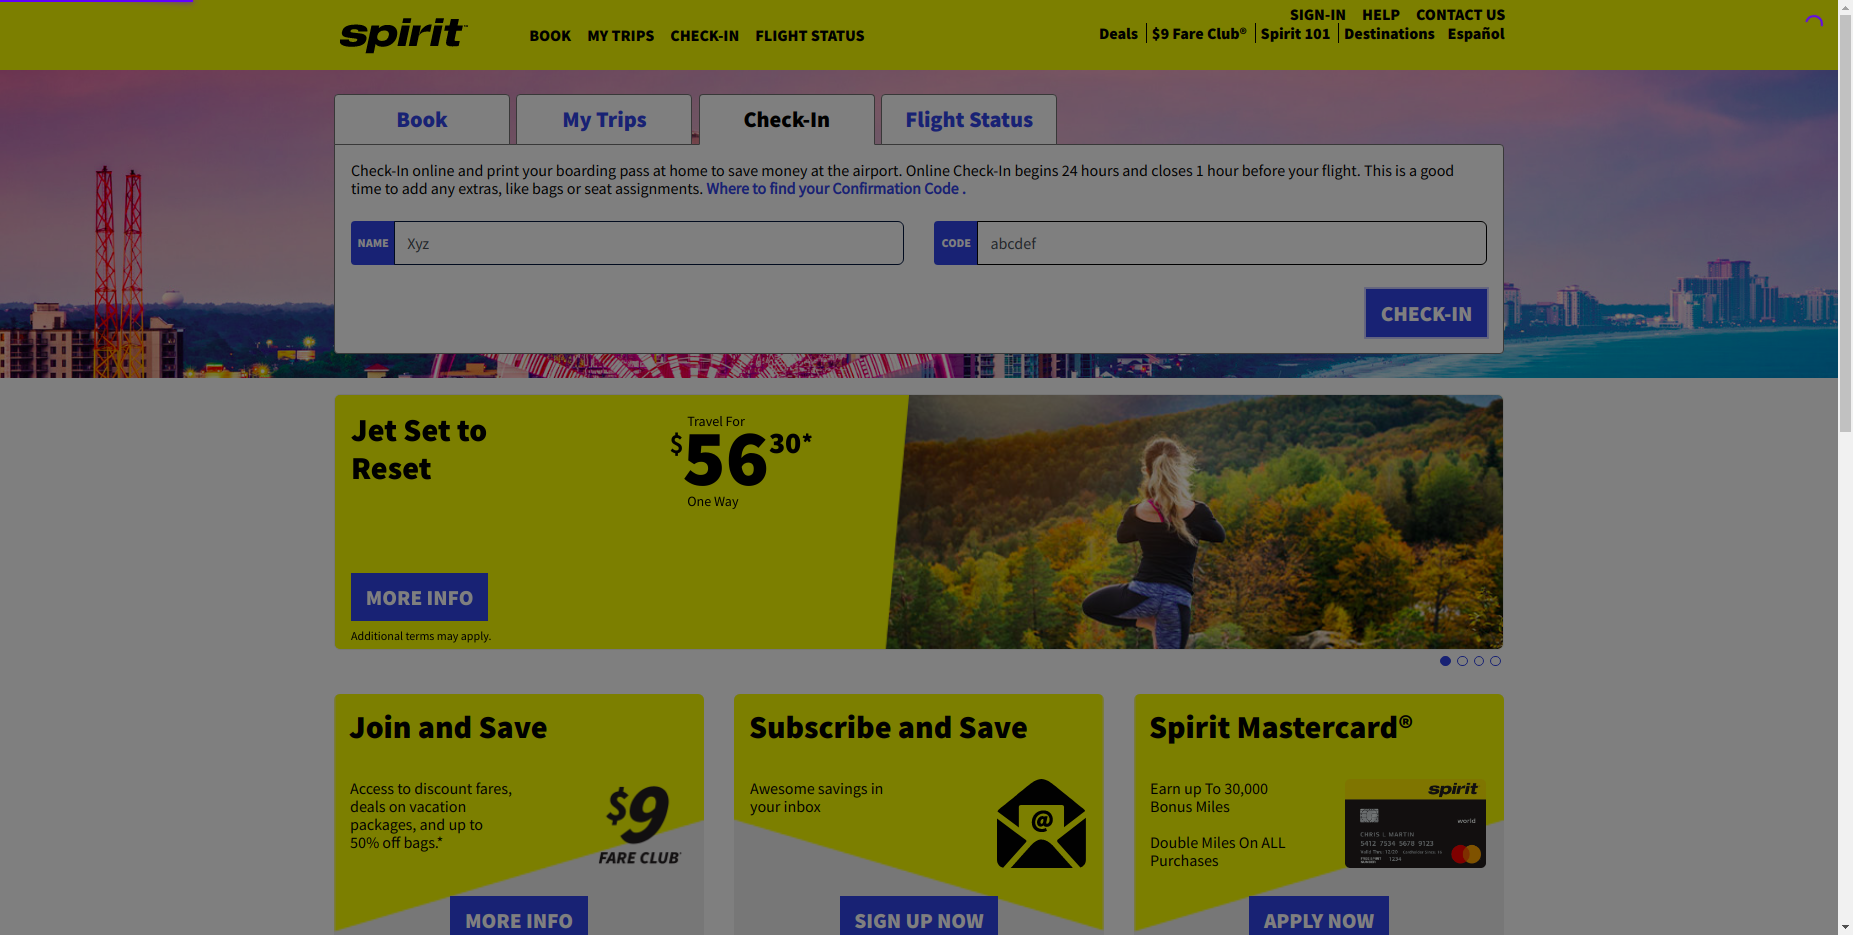 spirit
BOOK MY TRIPS CHECK-IN FLIGHT STATUS
SIGN-IN HELP CONTACT US
Deals $9 Fare Club® Spirit 101 Destinations Español
Book
My Trips
Check-In
Flight Status
Check-In online and print your boarding pass at home to save money at the airport. Online Check-In begins 24 hours and closes 1 hour before your flight. This is a good
time to add any extras, like bags or seat assignments. Where to find your Confirmation Code .
NAME Xyz
CODE abcdef
CHECK-IN
Jet Set to
Reset
Travel For
$56 30*
One Way
MORE INFO
Additional terms may apply.
Join and Save
Access to discount fares,
deals on vacation
packages, and up to
50% off bags.*
$9
FARE CLUB
MORE INFO
Subscribe and Save
Awesome savings in
your inbox
@
SIGN UP NOW
Spirit Mastercard®
Earn up To 30,000
Bonus Miles
Double Miles On ALL
Purchases
spirit
world
CHRIS L MARTIN
5412 7534 5678 9123
1234
APPLY NOW